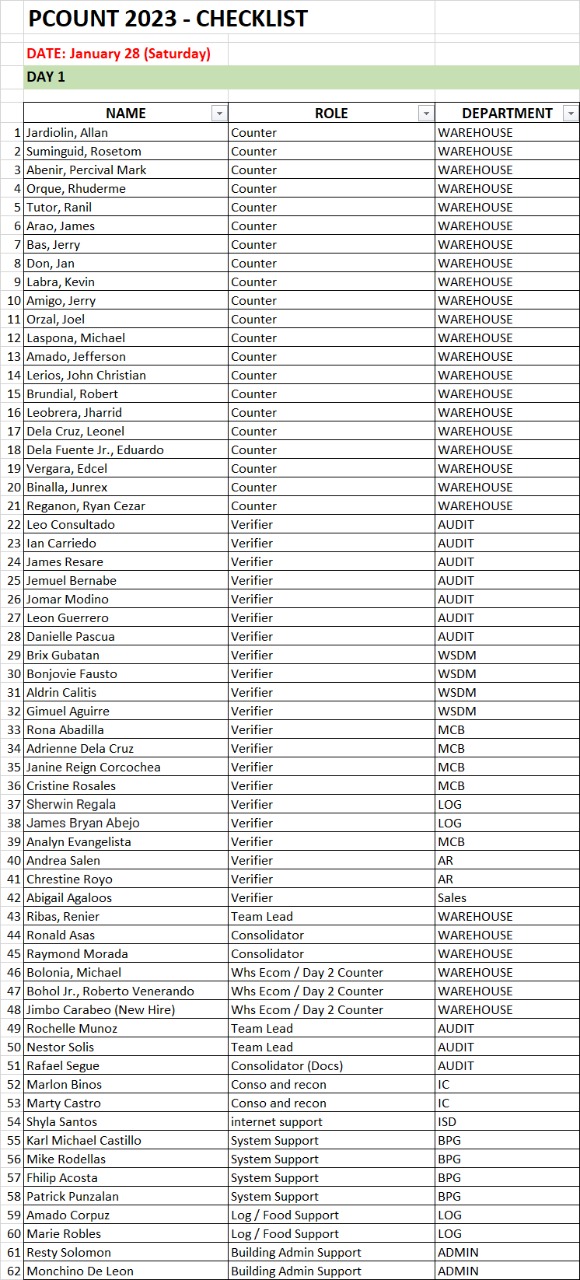 PCOUNT 2023 - CHECKLIST
DATE: January 28 (Saturday)
DAY 1
NAME ROLE DEPARTMENT
1 Jardiolin, Allan Counter WAREHOUSE
2 Suminguid, Rosetom Counter WAREHOUSE
3 Abenir, Percival Mark Counter WAREHOUSE
4 Orque, Rhuderme Counter WAREHOUSE
5 Tutor, Ranil Counter WAREHOUSE
6 Arao, James Counter WAREHOUSE
7 Bas, Jerry Counter WAREHOUSE
8 Don, Jan Counter WAREHOUSE
9 Labra, Kevin Counter WAREHOUSE
10 Amigo, Jerry Counter WAREHOUSE
11 Orzal, Joel Counter WAREHOUSE
12 Laspona, Michael Counter WAREHOUSE
13 Amado, Jefferson Counter WAREHOUSE
14 Lerios, John Christian Counter WAREHOUSE
15 Brundial, Robert Counter WAREHOUSE
16 Leobrera, Jharrid Counter WAREHOUSE
17 Dela Cruz, Leonel Counter WAREHOUSE
18 Dela Fuente Jr., Eduardo Counter WAREHOUSE
19 Vergara, Edcel Counter WAREHOUSE
20 Binalla, Junrex Counter WAREHOUSE
21 Reganon, Ryan Cezar Counter WAREHOUSE
22 Leo Consultado Verifier AUDIT
23 Ian Carriedo Verifier AUDIT
24 James Resare Verifier AUDIT
25 Jemuel Bernabe Verifier AUDIT
26 Jomar Modino Verifier AUDIT
27 Leon Guerrero Verifier AUDIT
28 Danielle Pascua Verifier AUDIT
29 Brix Gubatan Verifier WSDM
30 Bonjovie Fausto Verifier WSDM
31 Aldrin Calitis Verifier WSDM
32 Gimuel Aguirre Verifier WSDM
33 Rona Abadilla Verifier MCB
34 Adrienne Dela Cruz Verifier MCB
35 Janine Reign Corcochea Verifier MCB
36 Cristine Rosales Verifier MCB
37 Sherwin Regala Verifier LOG
38 James Bryan Abejo Verifier LOG
39 Analyn Evangelista Verifier MCB
40 Andrea Salen Verifier AR
41 Chrestine Royo Verifier AR
42 Abigail Agaloos Verifier Sales
43 Ribas, Renier Team Lead WAREHOUSE
44 Ronald Asas Consolidator WAREHOUSE
45 Raymond Morada Consolidator WAREHOUSE
46 Bolonia, Michael Whs Ecom / Day 2 Counter WAREHOUSE
47 Bohol Jr., Roberto Venerando Whs Ecom / Day 2 Counter WAREHOUSE
48 Jimbo Carabeo (New Hire) Whs Ecom / Day 2 Counter WAREHOUSE
49 Rochelle Munoz Team Lead AUDIT
50 Nestor Solis Team Lead AUDIT
51 Rafael Segue Consolidator (Docs) AUDIT
52 Marlon Binos Conso and recon IC
53 Marty Castro Conso and recon IC
54 Shyla Santos internet support ISD
55 Karl Michael Castillo System Support BPG
56 Mike Rodellas System Support BPG
57 Fhilip Acosta System Support BPG
58 Patrick Punzalan System Support BPG
59 Amado Corpuz Log / Food Support LOG
60 Marie Robles Log / Food Support LOG
61 Resty Solomon Building Admin Support ADMIN
62 Monchino De Leon Building Admin Support ADMIN